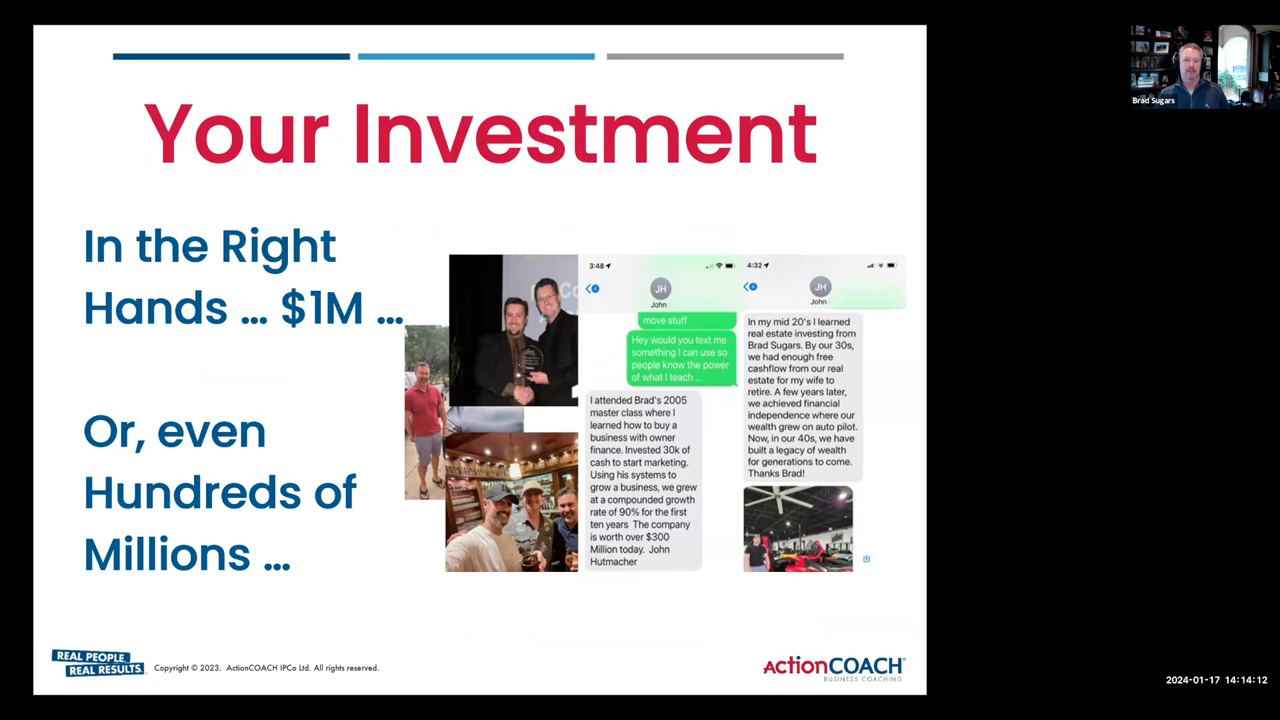 Your Investment
In the Right
Hands ... $1M ...
Or, even
Hundreds of
Millions ...
3:48
JH
John
move stuff
Hey would you text me
something I can use so
people know the power
of what I teach ...
I attended Brad's 2005
master class where I
learned how to buy a
business with owner
finance. Invested 30k of
cash to start marketing.
Using his systems to
grow a business, we grew
at a compounded growth
rate of 90% for the first
ten years The company
is worth over $300
Million today. John
Hutmacher
4:32
JH
John
In my mid 20's I learned
real estate investing from
Brad Sugars. By our 30s,
we had enough free
cashflow from our real
estate for my wife to
retire. A few years later,
we achieved financial
independence where our
wealth grew on auto pilot.
Now, in our 40s, we have
built a legacy of wealth
for generations to come.
Thanks Brad!
REAL PEOPLE.
REAL RESULTS.
Copyright © 2023. ActionCOACH IPCo Ltd. All rights reserved.
actionCOACH
BUSINESS COACHING
Brad Sugars
2024-01-17 14:14:12